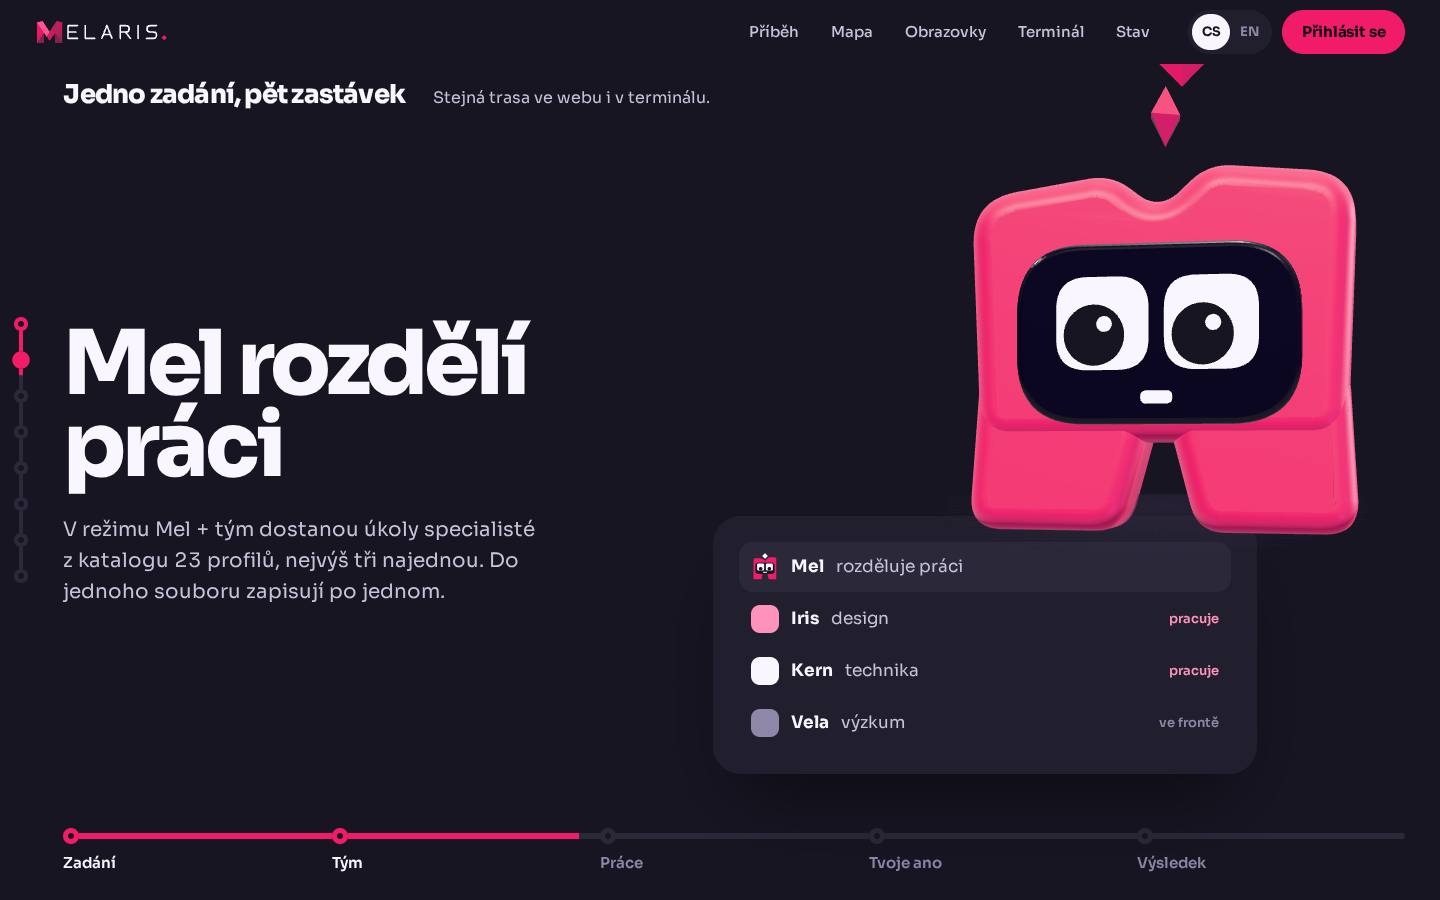 MELARIS.
Příběh
Mapa
Obrazovky
Terminál
Stav
CS
EN
Přihlásit se
Jedno zadání, pět zastávek
Stejná trasa ve webu i v terminálu.
Mel rozdělí
práci
V režimu Mel + tým dostanou úkoly specialisté
z katalogu 23 profilů, nejvýš tři najednou. Do
jednoho souboru zapisují po jednom.
Mel rozděluje práci
Iris design pracuje
Kern technika pracuje
Vela výzkum ve frontě
Zadání
Tým
Práce
Tvoje ano
Výsledek